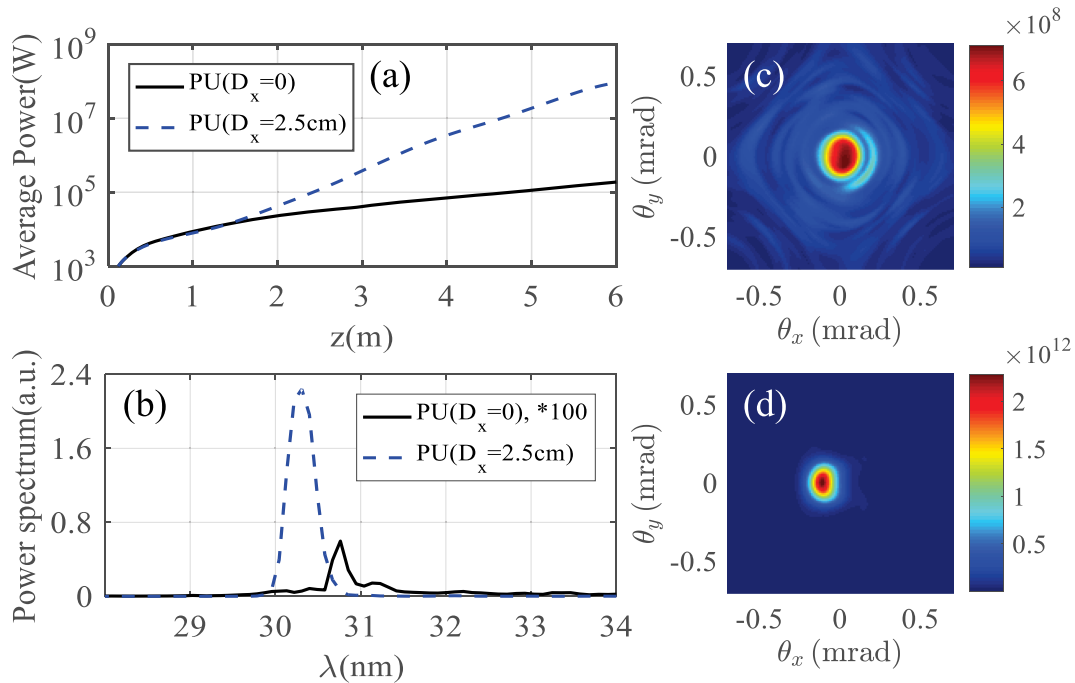 Average Power(W)
10^9
10^7
10^5
10^3
PU(D_x=0)
PU(D_x=2.5cm)
(a)
0 1 2 3 4 5 6
z(m)
Power spectrum(a.u.)
2.4
1.6
0.8
0
(b)
PU(D_x=0), *100
PU(D_x=2.5cm)
29 30 31 32 33 34
λ(nm)
(c)
θ_y (mrad)
0.5
0
-0.5
-0.5 0 0.5
θ_x (mrad)
×10^8
6
4
2
(d)
θ_y (mrad)
0.5
0
-0.5
-0.5 0 0.5
θ_x (mrad)
×10^12
2
1.5
1
0.5